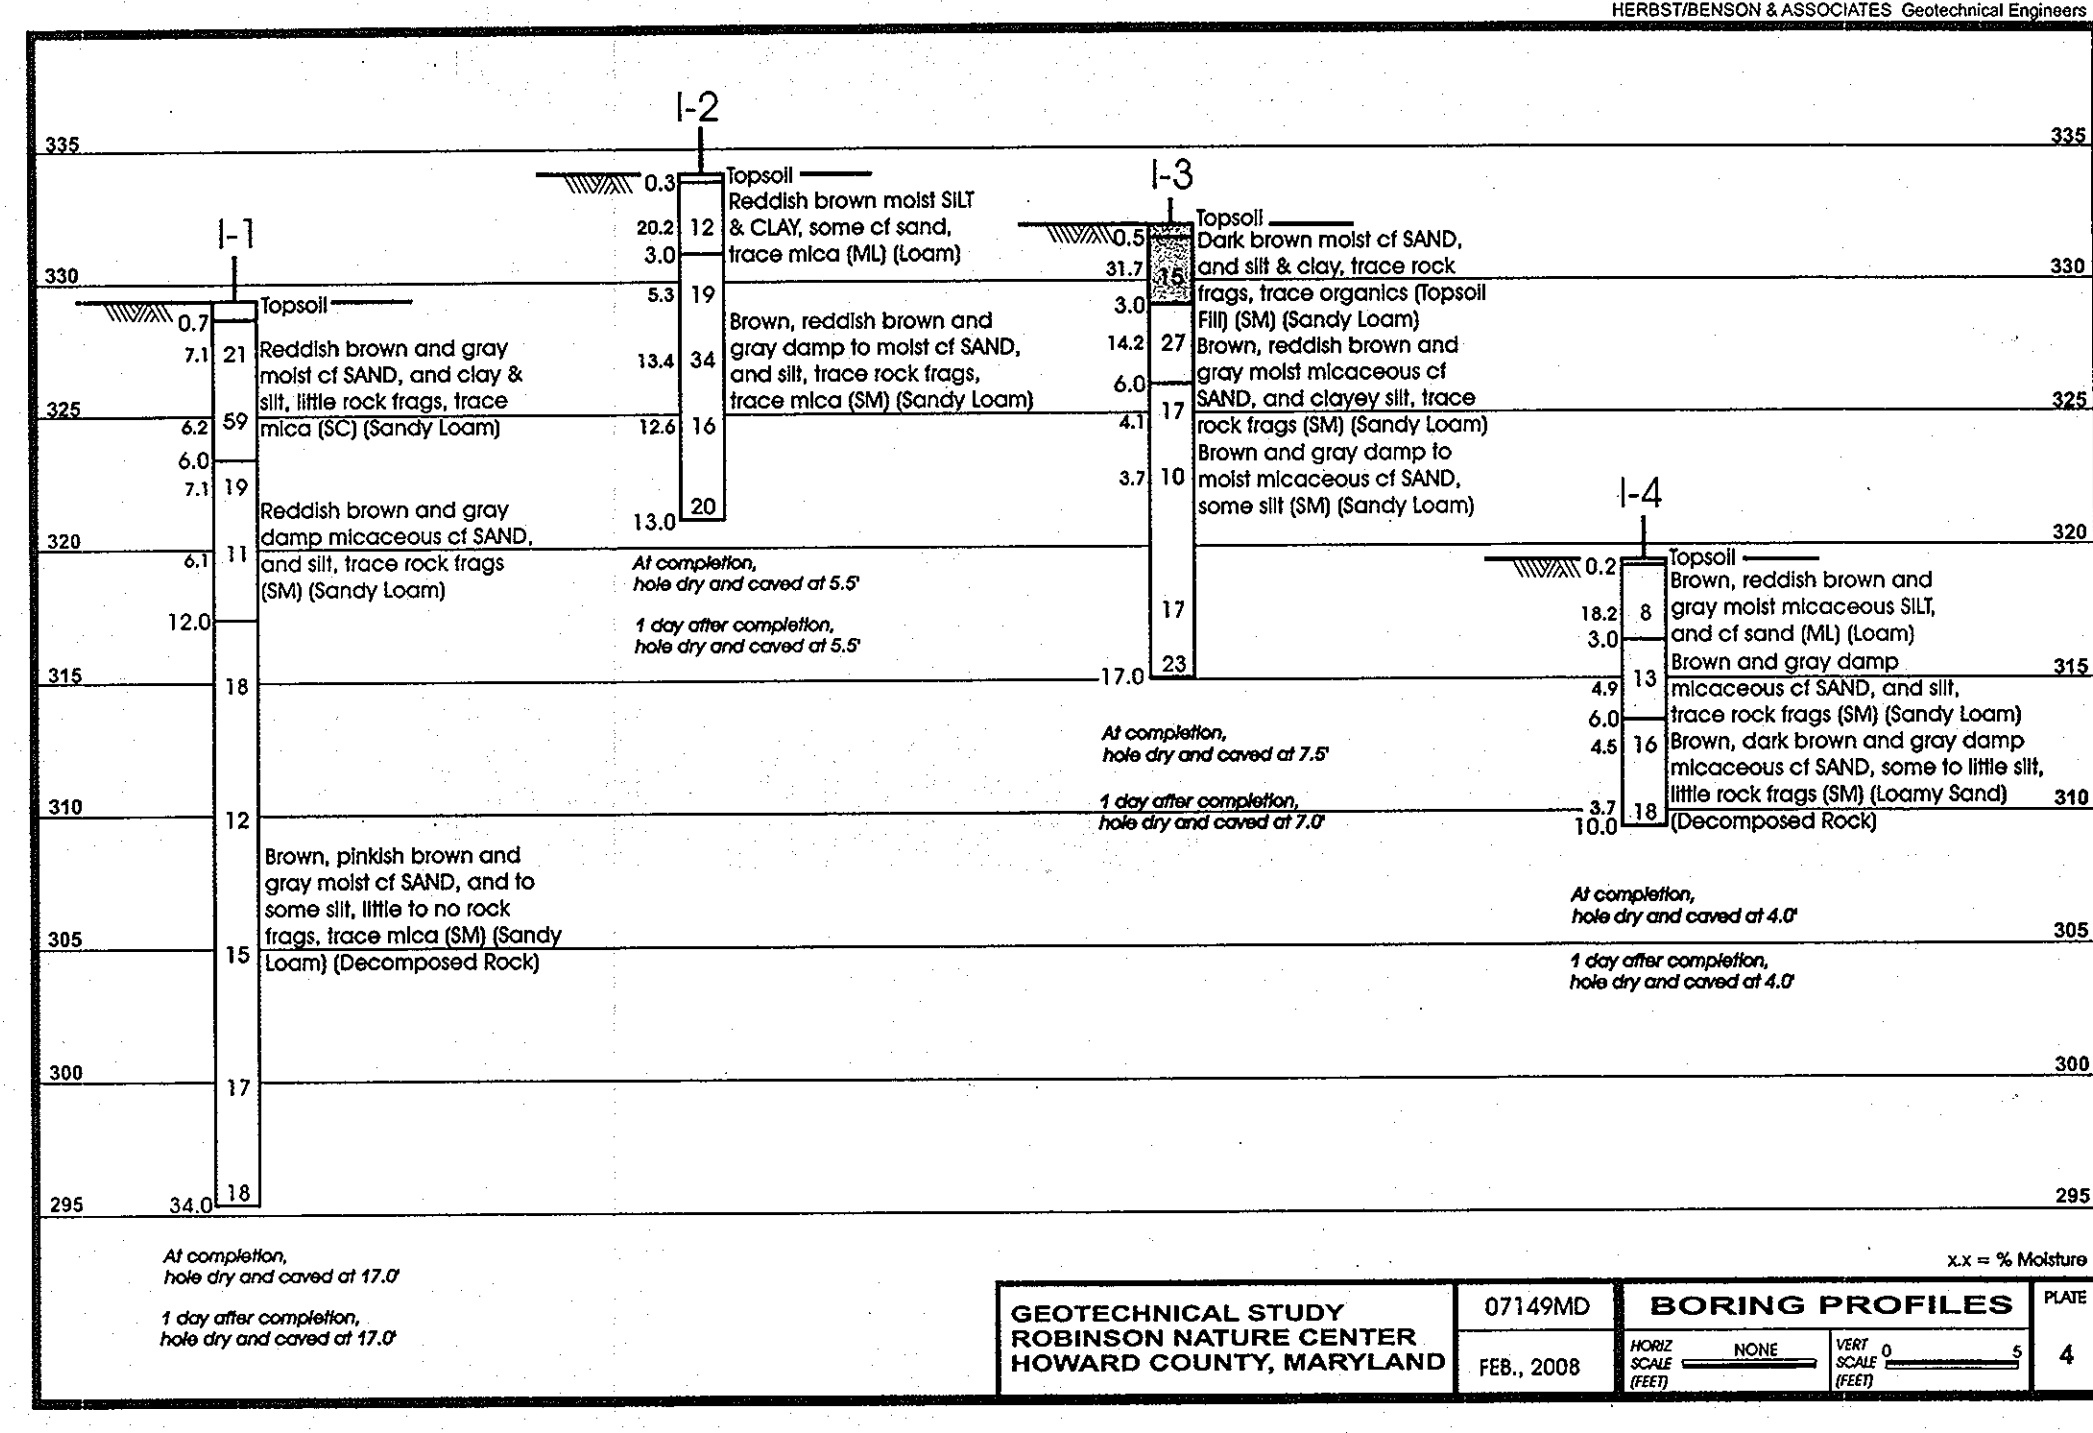 HERBST/BENSON & ASSOCIATES Geotechnical Engineers
335
335
330
330
325
325
320
320
315
315
310
310
305
305
300
300
295
295
I-1
Topsoil
0.7
7.1 21
Reddish brown and gray
moist cf SAND, and clay &
silt, little rock frags, trace
mica (SC) (Sandy Loam)
6.2 59
6.0
7.1 19
Reddish brown and gray
damp micaceous cf SAND,
and silt, trace rock frags
(SM) (Sandy Loam)
6.1 11
12.0
18
12
Brown, pinkish brown and
gray moist cf SAND, and to
some silt, little to no rock
frags, trace mica (SM) (Sandy
Loam) (Decomposed Rock)
15
17
18
34.0
At completion,
hole dry and caved at 17.0'
1 day after completion,
hole dry and caved at 17.0'
I-2
Topsoil
0.3
Reddish brown moist SILT
& CLAY, some cf sand,
trace mica (ML) (Loam)
20.2 12
3.0
5.3 19
Brown, reddish brown and
gray damp to moist cf SAND,
and silt, trace rock frags,
trace mica (SM) (Sandy Loam)
13.4 34
12.6 16
20
13.0
At completion,
hole dry and caved at 5.5'
1 day after completion,
hole dry and caved at 5.5'
I-3
Topsoil
0.5
Dark brown moist cf SAND,
and silt & clay, trace rock
frags, trace organics (Topsoil
Fill) (SM) (Sandy Loam)
31.7 15
3.0
14.2 27
Brown, reddish brown and
gray moist micaceous cf
SAND, and clayey silt, trace
rock frags (SM) (Sandy Loam)
6.0
4.1 17
Brown and gray damp to
moist micaceous cf SAND,
some silt (SM) (Sandy Loam)
3.7 10
17
23
17.0
At completion,
hole dry and caved at 7.5'
1 day after completion,
hole dry and caved at 7.0'
I-4
Topsoil
0.2
Brown, reddish brown and
gray moist micaceous SILT,
and cf sand (ML) (Loam)
18.2 8
3.0
Brown and gray damp
micaceous cf SAND, and silt,
trace rock frags (SM) (Sandy Loam)
4.9 13
6.0
4.5 16
Brown, dark brown and gray damp
micaceous cf SAND, some to little silt,
little rock frags (SM) (Loamy Sand)
(Decomposed Rock)
3.7 18
10.0
At completion,
hole dry and caved at 4.0'
1 day after completion,
hole dry and caved at 4.0'
x.x = % Moisture
GEOTECHNICAL STUDY
ROBINSON NATURE CENTER
HOWARD COUNTY, MARYLAND
07149MD
FEB., 2008
BORING PROFILES
HORIZ
SCALE
(FEET)
NONE
VERT
SCALE
(FEET)
0 5
PLATE
4